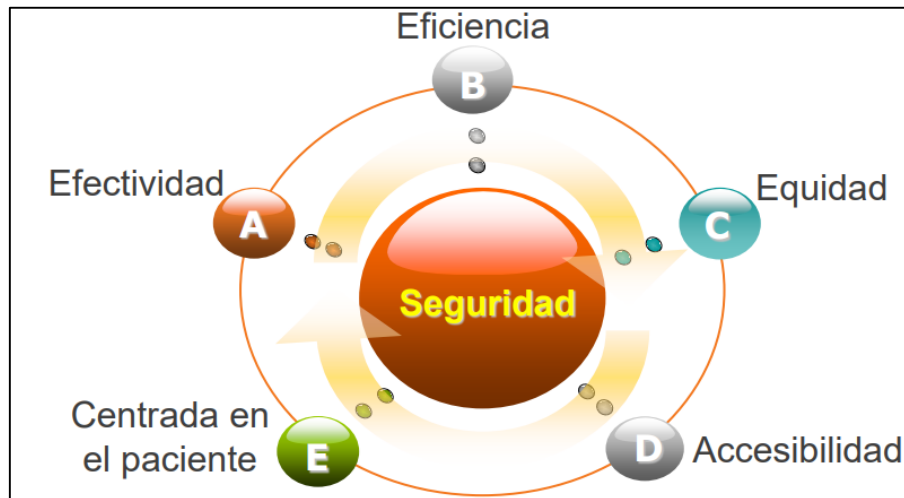 Eficiencia
B
Efectividad
A
Equidad
C
Seguridad
Centrada en
el paciente
E
D
Accesibilidad